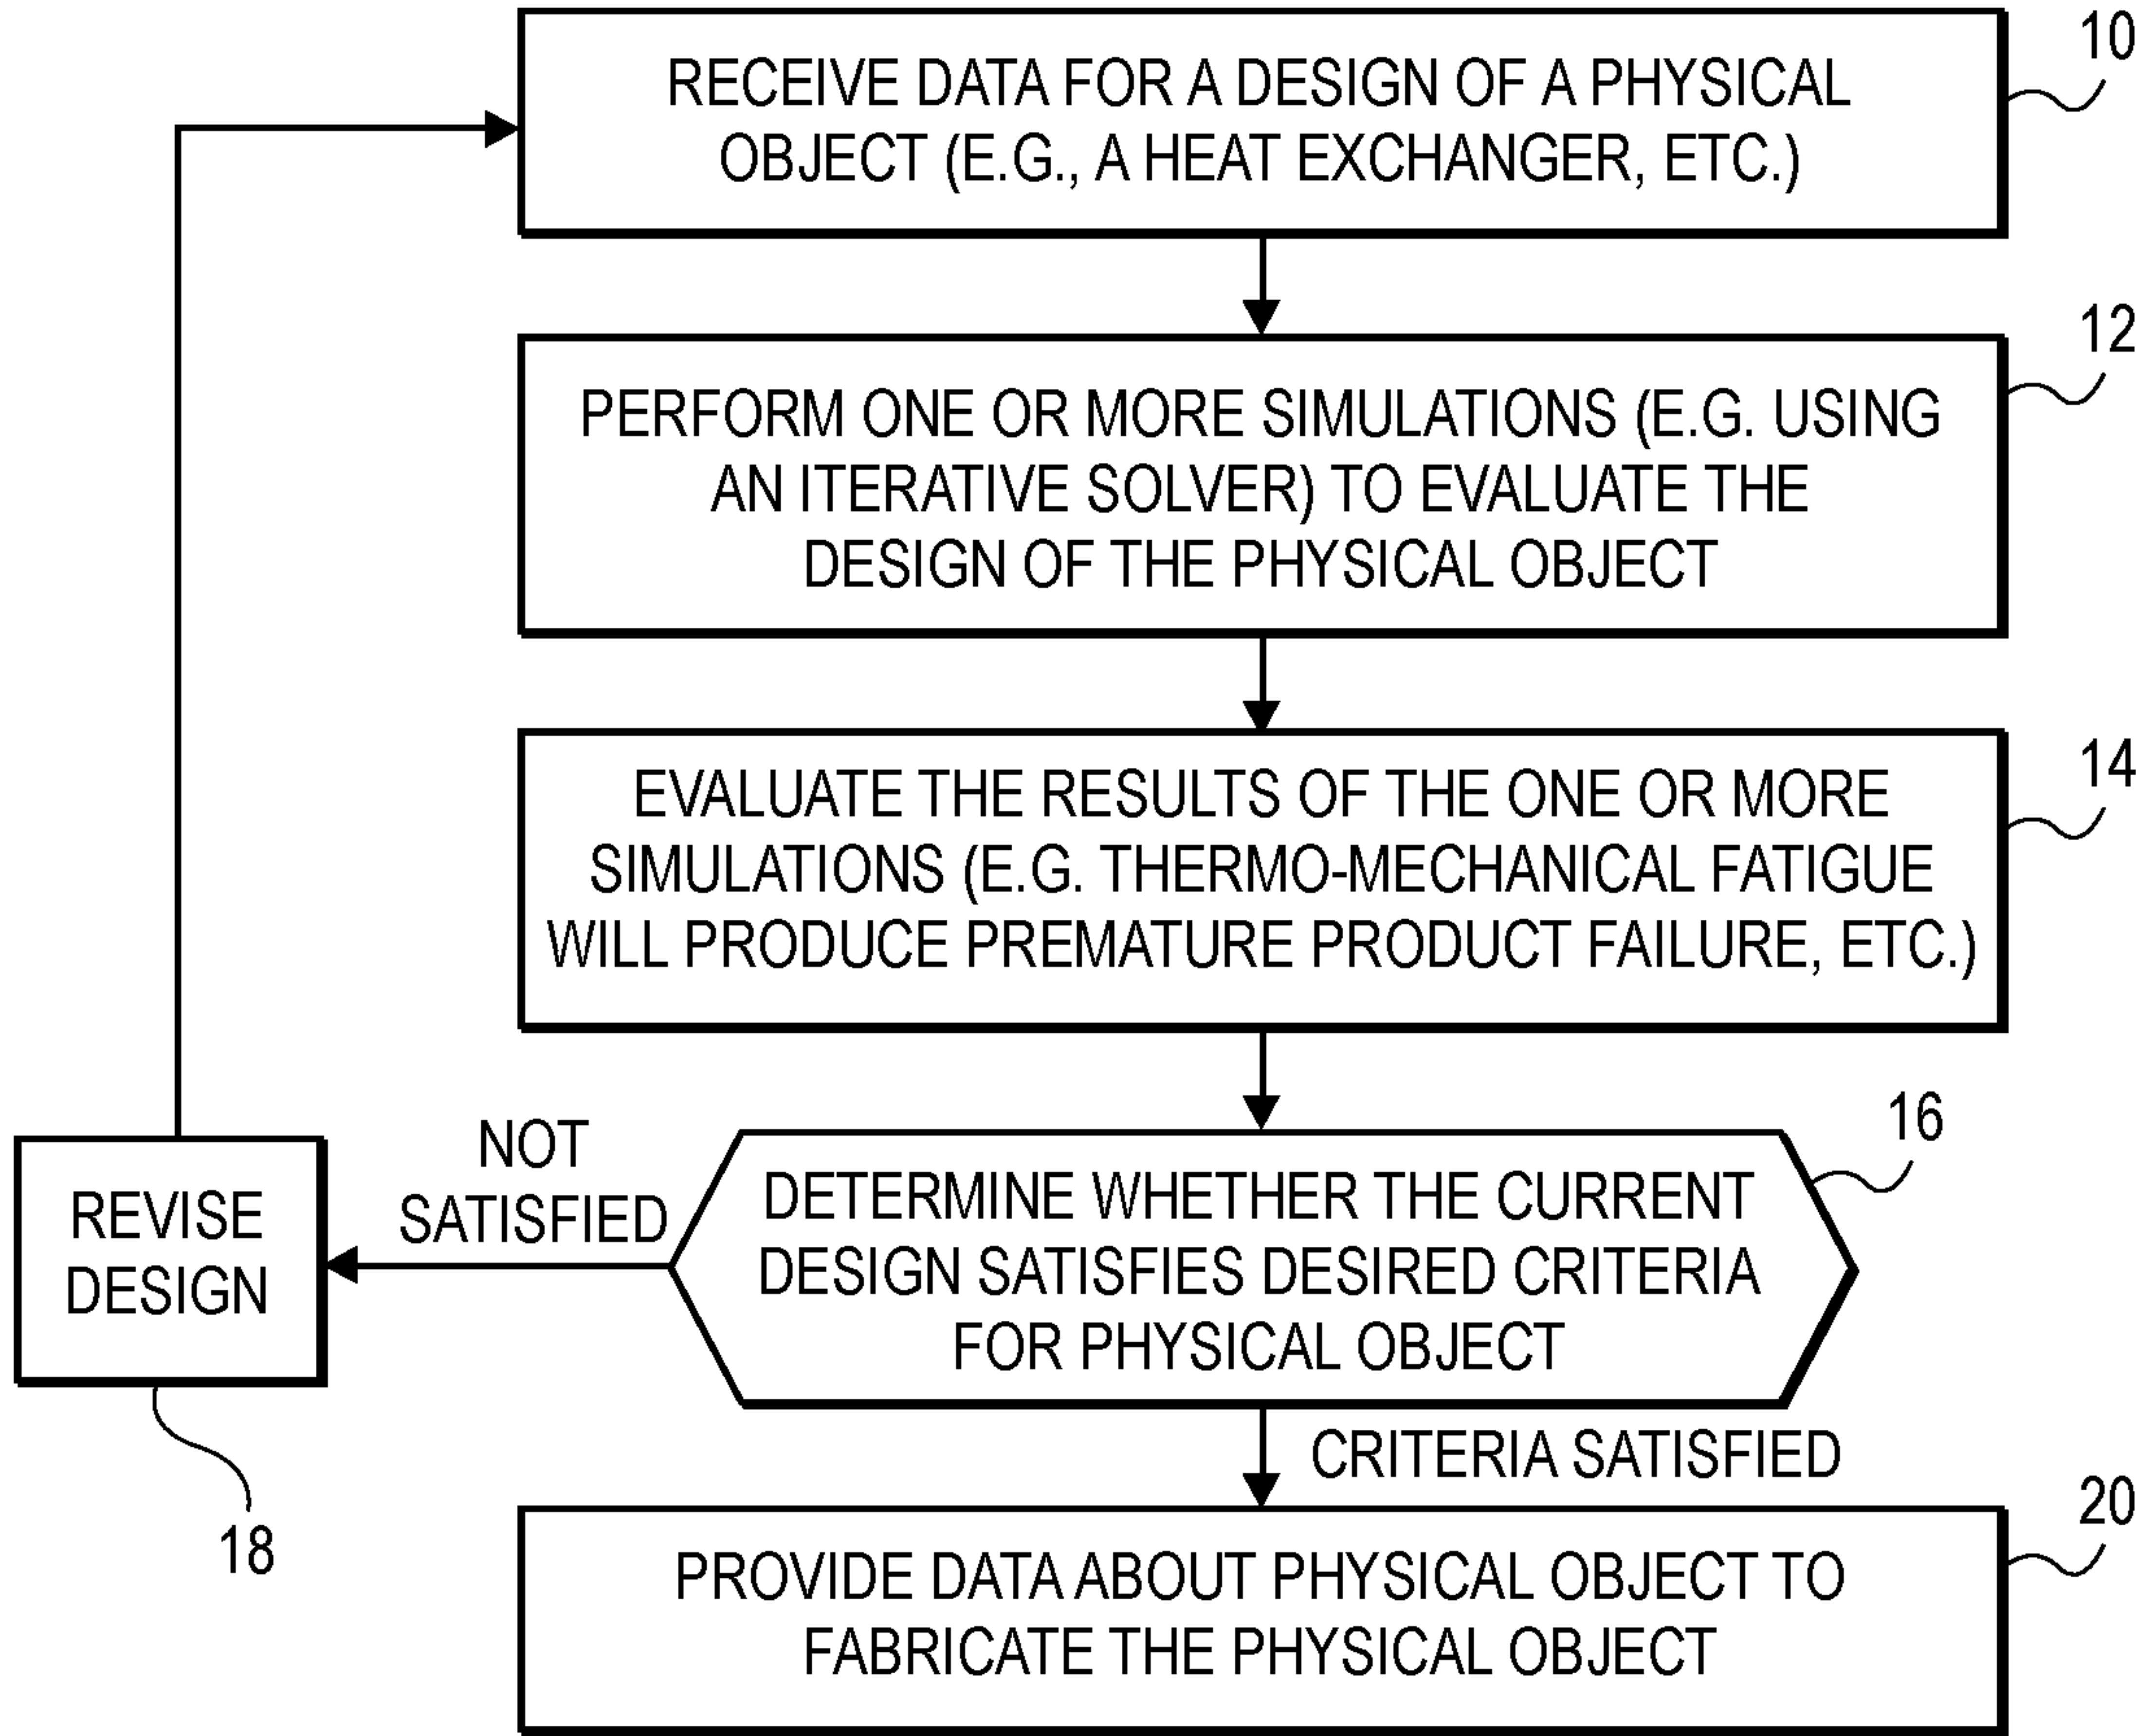 RECEIVE DATA FOR A DESIGN OF A PHYSICAL
OBJECT (E.G., A HEAT EXCHANGER, ETC.)
10
PERFORM ONE OR MORE SIMULATIONS (E.G. USING
AN ITERATIVE SOLVER) TO EVALUATE THE
DESIGN OF THE PHYSICAL OBJECT
12
EVALUATE THE RESULTS OF THE ONE OR MORE
SIMULATIONS (E.G. THERMO-MECHANICAL FATIGUE
WILL PRODUCE PREMATURE PRODUCT FAILURE, ETC.)
14
DETERMINE WHETHER THE CURRENT
DESIGN SATISFIES DESIRED CRITERIA
FOR PHYSICAL OBJECT
16
NOT
SATISFIED
REVISE
DESIGN
18
CRITERIA SATISFIED
PROVIDE DATA ABOUT PHYSICAL OBJECT TO
FABRICATE THE PHYSICAL OBJECT
20